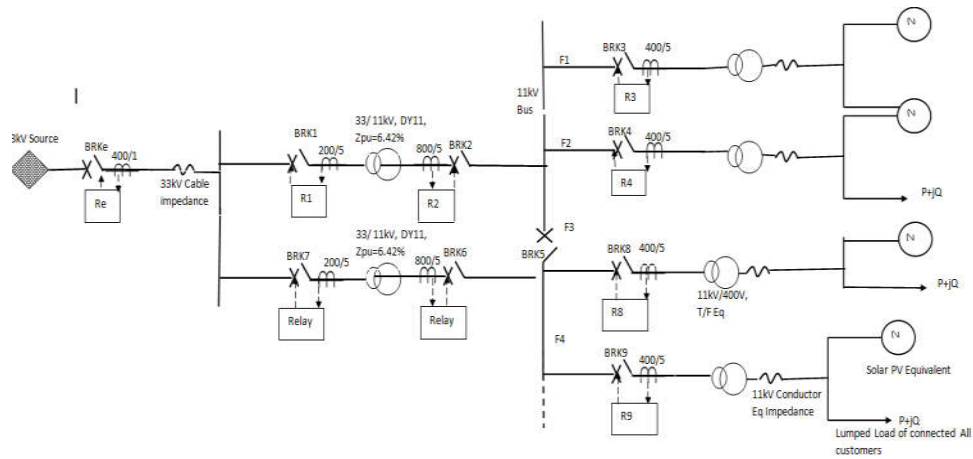 3kV Source
BRKe
400/1
Re
33kV Cable
impedance
BRK1
200/5
R1
33/ 11kV, DY11,
Zpu=6.42%
800/5
BRK2
R2
BRK7
200/5
Relay
33/ 11kV, DY11,
Zpu=6.42%
800/5
BRK6
Relay
11kV
Bus
F1
BRK3
400/5
R3
Z
F2
BRK4
400/5
R4
Z
P+jQ
F3
BRK5
BRK8
400/5
R8
11kV/400V,
T/F Eq
Z
P+jQ
F4
BRK9
400/5
R9
11kV Conductor
Eq Impedance
Z
Solar PV Equivalent
P+jQ
Lumped Load of connected All
customers